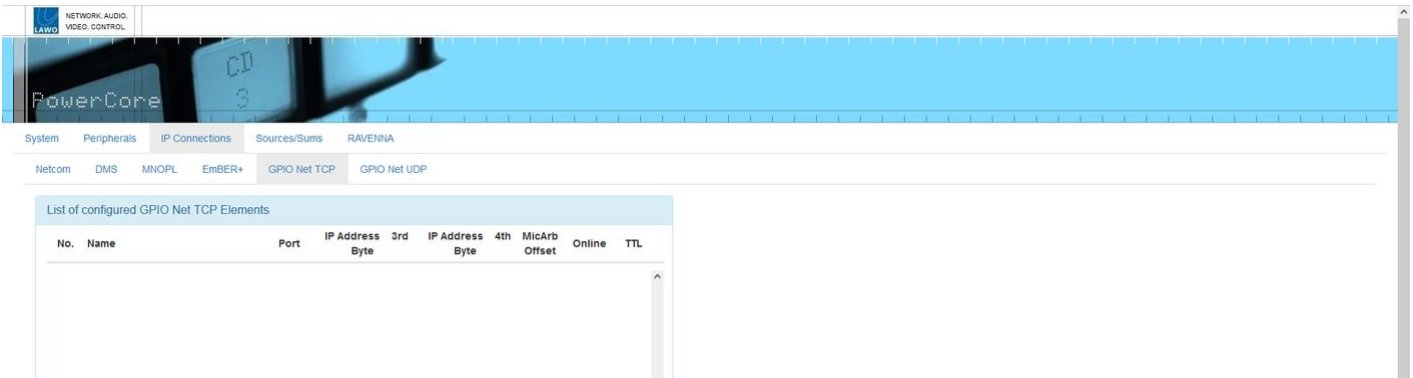 NETWORK. AUDIO.
VIDEO. CONTROL.
LAWO
CD
3
PowerCore
System Peripherals IP Connections Sources/Sums RAVENNA
Netcom DMS MNOPL EmBER+ GPIO Net TCP GPIO Net UDP
List of configured GPIO Net TCP Elements
No. Name Port IP Address 3rd Byte IP Address 4th Byte MicArb Offset Online TTL